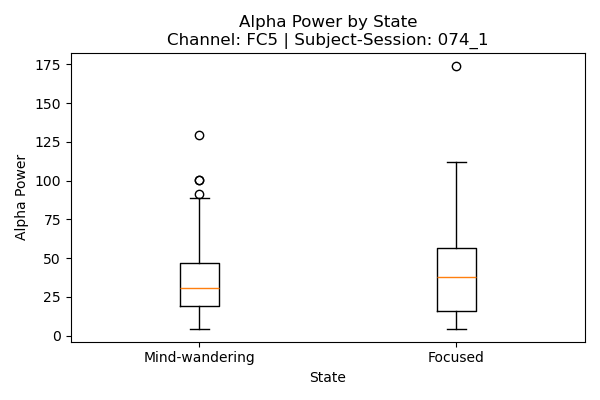 Alpha Power by State
Channel: FC5 | Subject-Session: 074_1
175
150
125
100
75
50
25
0
Alpha Power
Mind-wandering
Focused
State